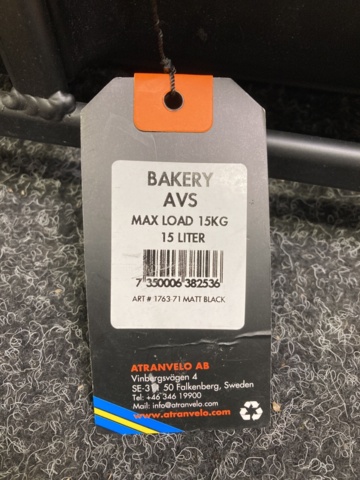 BAKERY
AVS
MAX LOAD 15KG
15 LITER
7 350006 382536
ART # 1763-71 MATT BLACK
ATRANVELO AB
Vinbergsvägen 4
50 Falkenberg, Sweden
Tel: +46 346 19900
Mail: info@atranvelo.com
www.atranvelo.com